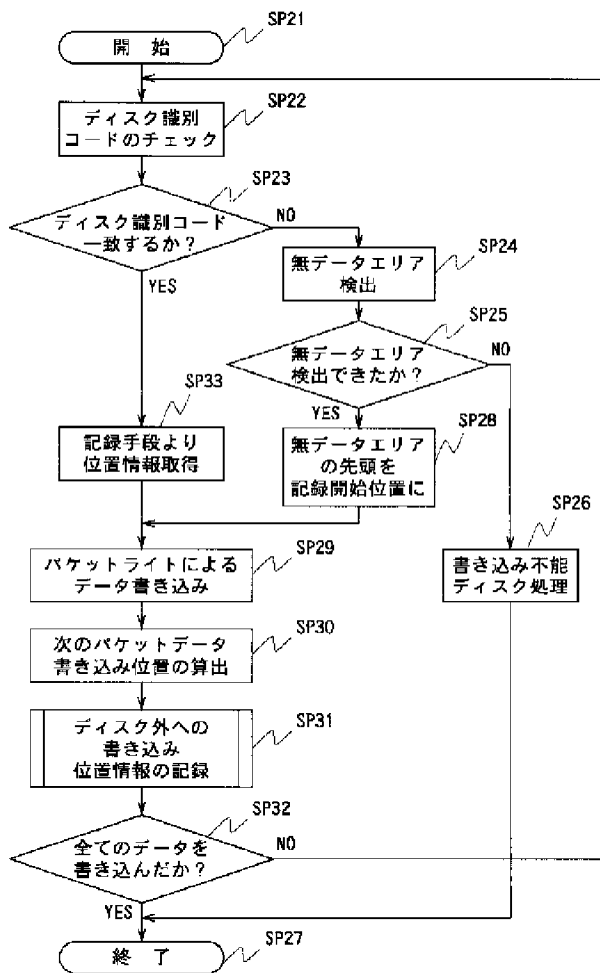 SP21
開 始
SP22
ディスク識別
コードのチェック
SP23
ディスク識別コード
一致するか?
NO
YES
SP24
無データエリア
検出
SP25
無データエリア
検出できたか?
NO
YES
SP33
記録手段より
位置情報取得
SP28
無データエリア
の先頭を
記録開始位置に
SP26
書き込み不能
ディスク処理
SP29
パケットライトによる
データ書き込み
SP30
次のパケットデータ
書き込み位置の算出
SP31
ディスク外への
書き込み
位置情報の記録
SP32
全てのデータを
書き込んだか?
NO
YES
SP27
終 了